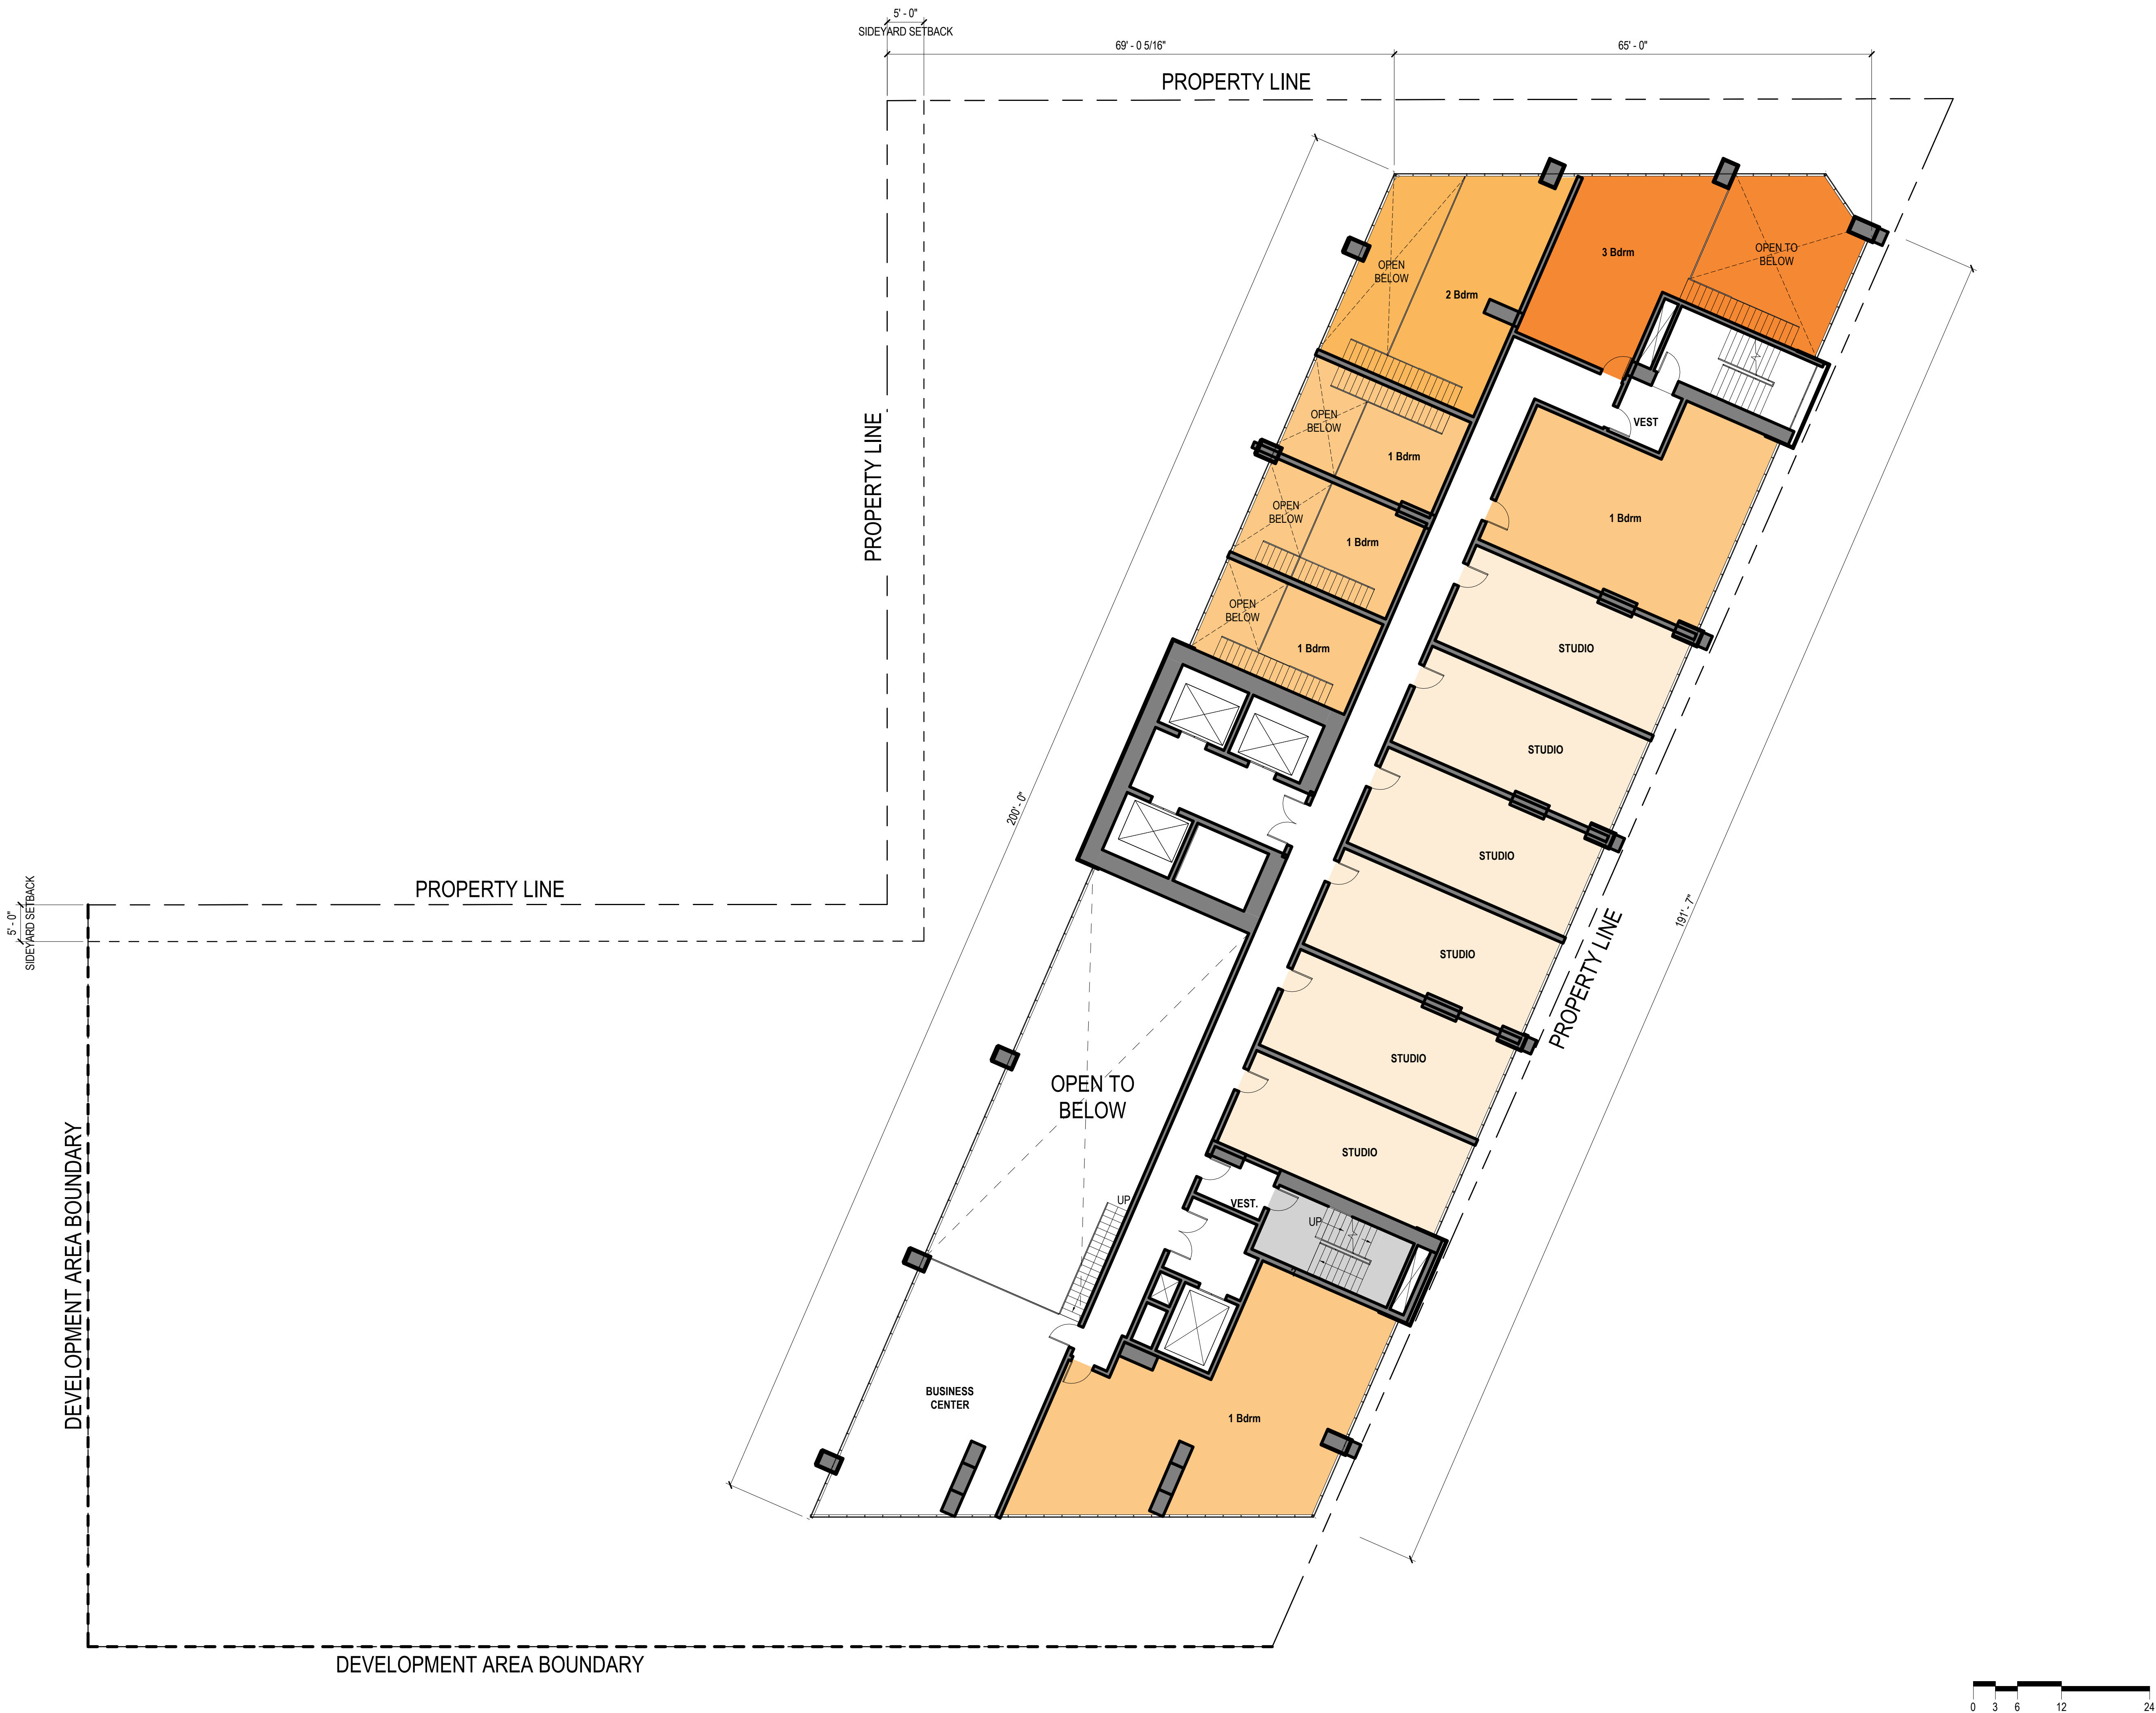 5' - 0"
SIDEYARD SETBACK
69' - 0 5/16"
65' - 0"
PROPERTY LINE
OPEN
BELOW
2 Bdrm
3 Bdrm
OPEN TO
BELOW
PROPERTY LINE
OPEN
BELOW
1 Bdrm
VEST
OPEN
BELOW
1 Bdrm
1 Bdrm
OPEN
BELOW
1 Bdrm
STUDIO
STUDIO
200' - 0"
STUDIO
PROPERTY LINE
5' - 0"
SIDEYARD SETBACK
STUDIO
191' - 7"
PROPERTY LINE
OPEN TO
BELOW
STUDIO
STUDIO
UP
VEST.
UP
DEVELOPMENT AREA BOUNDARY
BUSINESS
CENTER
1 Bdrm
DEVELOPMENT AREA BOUNDARY
0 3 6 12 24